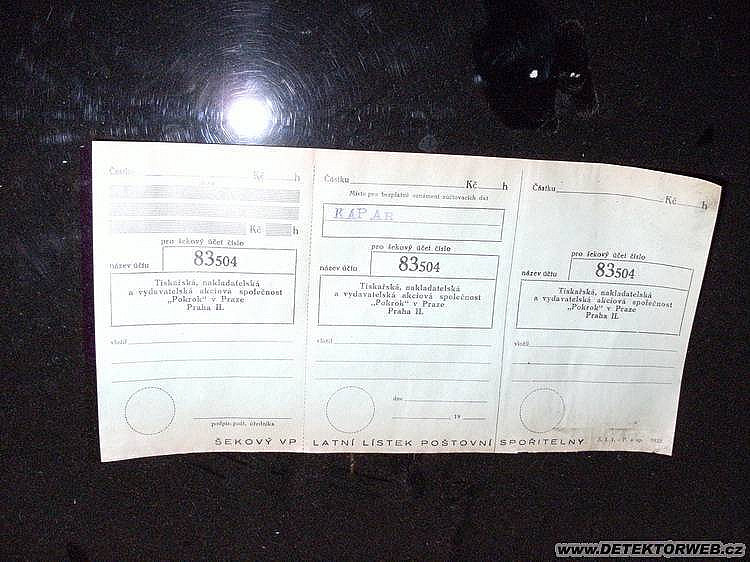 Částku Kč h
Kč h
pro šekový účet číslo
83504
název účtu
Tiskařská, nakladatelská
a vydavatelská akciová společnost
„Pokrok“ v Praze
Praha II.
vložil
podpis pošt. úředníka
Částku Kč h
Místo pro bezplatné oznámení zúčtovacích dat
KAPAR
pro šekový účet číslo
83504
název účtu
Tiskařská, nakladatelská
a vydavatelská akciová společnost
„Pokrok“ v Praze
Praha II.
vložil
dne
19
Částku Kč h
pro šekový účet číslo
83504
název účtu
Tiskařská, nakladatelská
a vydavatelská akciová společnost
„Pokrok“ v Praze
Praha II.
vložil
ŠEKOVÝ VPLATNÍ LÍSTEK POŠTOVNÍ SPOŘITELNY
www.DETEKTORWEB.cz